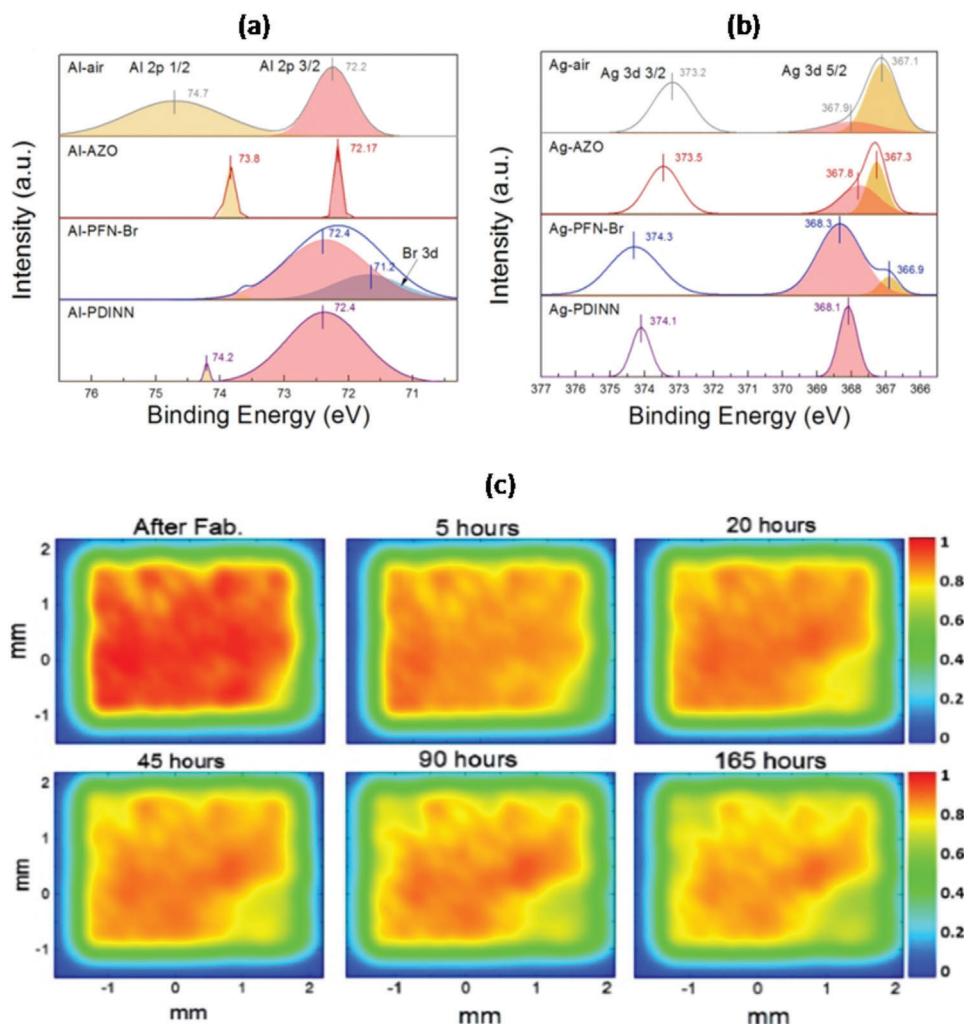 (a)
Al-air
Al 2p 1/2
Al 2p 3/2
74.7
72.2
Al-AZO
73.8
72.17
Al-PFN-Br
72.4
71.2
Br 3d
Al-PDINN
74.2
72.4
Intensity (a.u.)
76 74 73 72 71
Binding Energy (eV)
(b)
Ag-air
Ag 3d 3/2
Ag 3d 5/2
373.2
367.9
367.1
Ag-AZO
373.5
367.8
367.3
Ag-PFN-Br
374.3
368.3
366.9
Ag-PDINN
374.1
368.1
Intensity (a.u.)
377 374 373 372 371 370 369 368 367 366
Binding Energy (eV)
(c)
After Fab.
5 hours
20 hours
2
1
0
-1
mm
1
0.8
0.6
0.4
0.2
0
45 hours
90 hours
165 hours
2
1
0
-1
mm
1
0.8
0.6
0.4
0.2
0
-1 0 1 2
-1 0 1 2
-1 0 1 2
mm
mm
mm